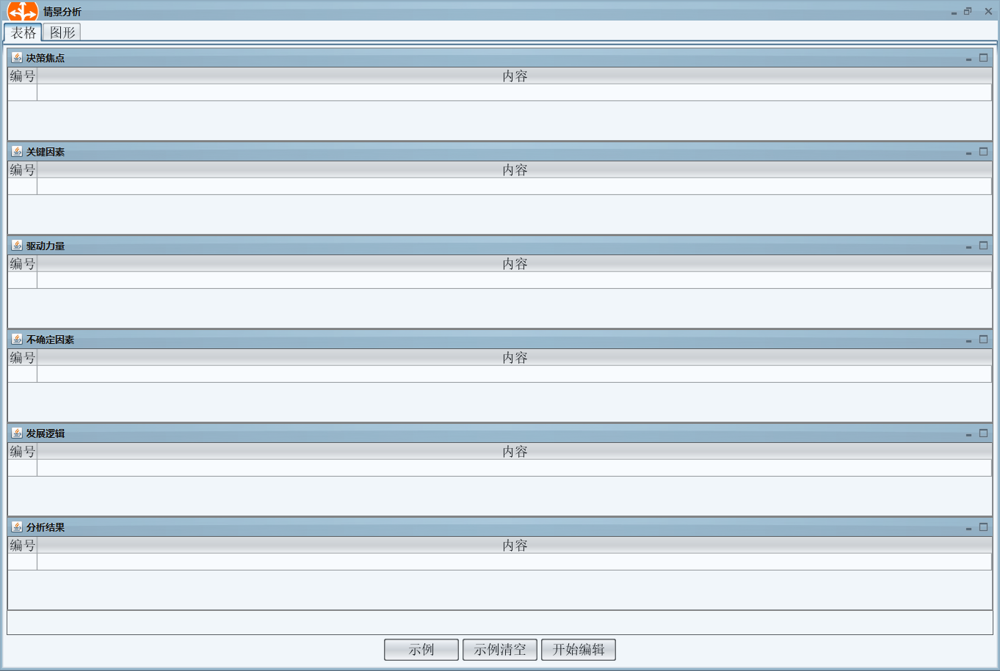 情景分析
表格 图形
决策焦点
编号 内容
关键因素
编号 内容
驱动力量
编号 内容
不确定因素
编号 内容
发展逻辑
编号 内容
分析结果
编号 内容
示例 示例清空 开始编辑